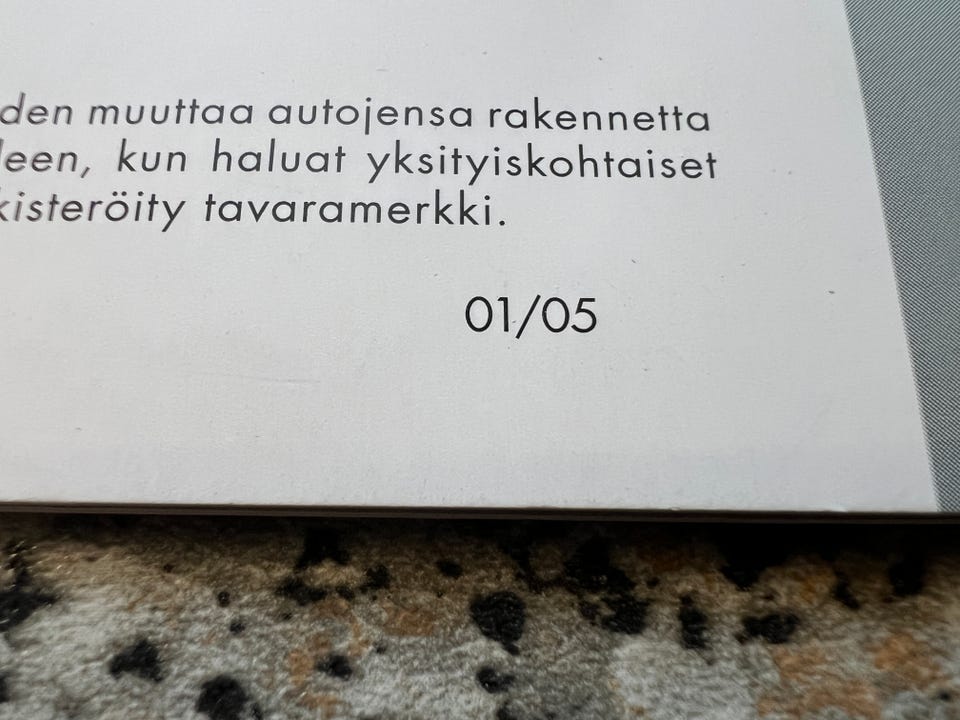 den muuttaa autojensa rakennetta
leen, kun haluat yksityiskohtaiset
kisteröity tavaramerkki.
01/05